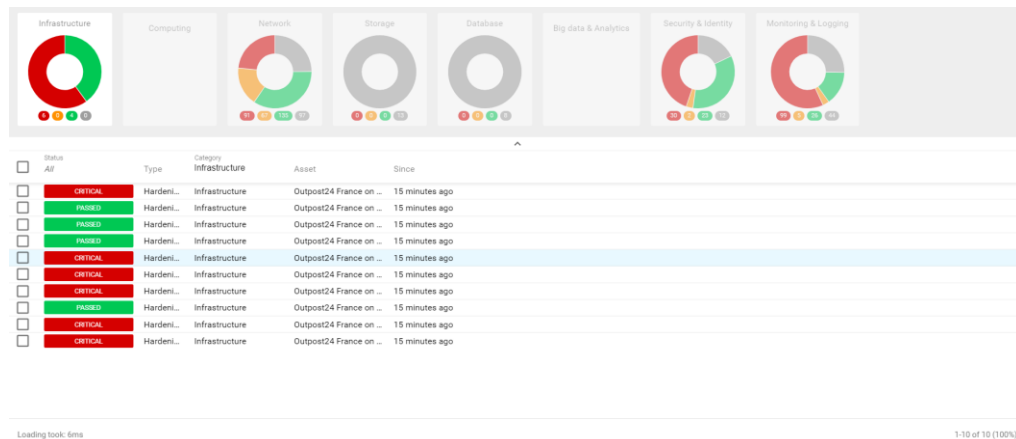 Infrastructure
Computing
Network
Storage
Database
Big data & Analytics
Security & Identity
Monitoring & Logging
6 0 4 0
91 97
0 0 13
0 0 0
30 2 23 12
99 44
Status
All
Type
Category
Infrastructure
Asset
Since
CRITICAL Hardeni... Infrastructure Outpost24 France on ... 15 minutes ago
PASSED Hardeni... Infrastructure Outpost24 France on ... 15 minutes ago
PASSED Hardeni... Infrastructure Outpost24 France on ... 15 minutes ago
PASSED Hardeni... Infrastructure Outpost24 France on ... 15 minutes ago
CRITICAL Hardeni... Infrastructure Outpost24 France on ... 15 minutes ago
CRITICAL Hardeni... Infrastructure Outpost24 France on ... 15 minutes ago
CRITICAL Hardeni... Infrastructure Outpost24 France on ... 15 minutes ago
PASSED Hardeni... Infrastructure Outpost24 France on ... 15 minutes ago
CRITICAL Hardeni... Infrastructure Outpost24 France on ... 15 minutes ago
CRITICAL Hardeni... Infrastructure Outpost24 France on ... 15 minutes ago
Loading took: 6ms
1-10 of 10 (100%)